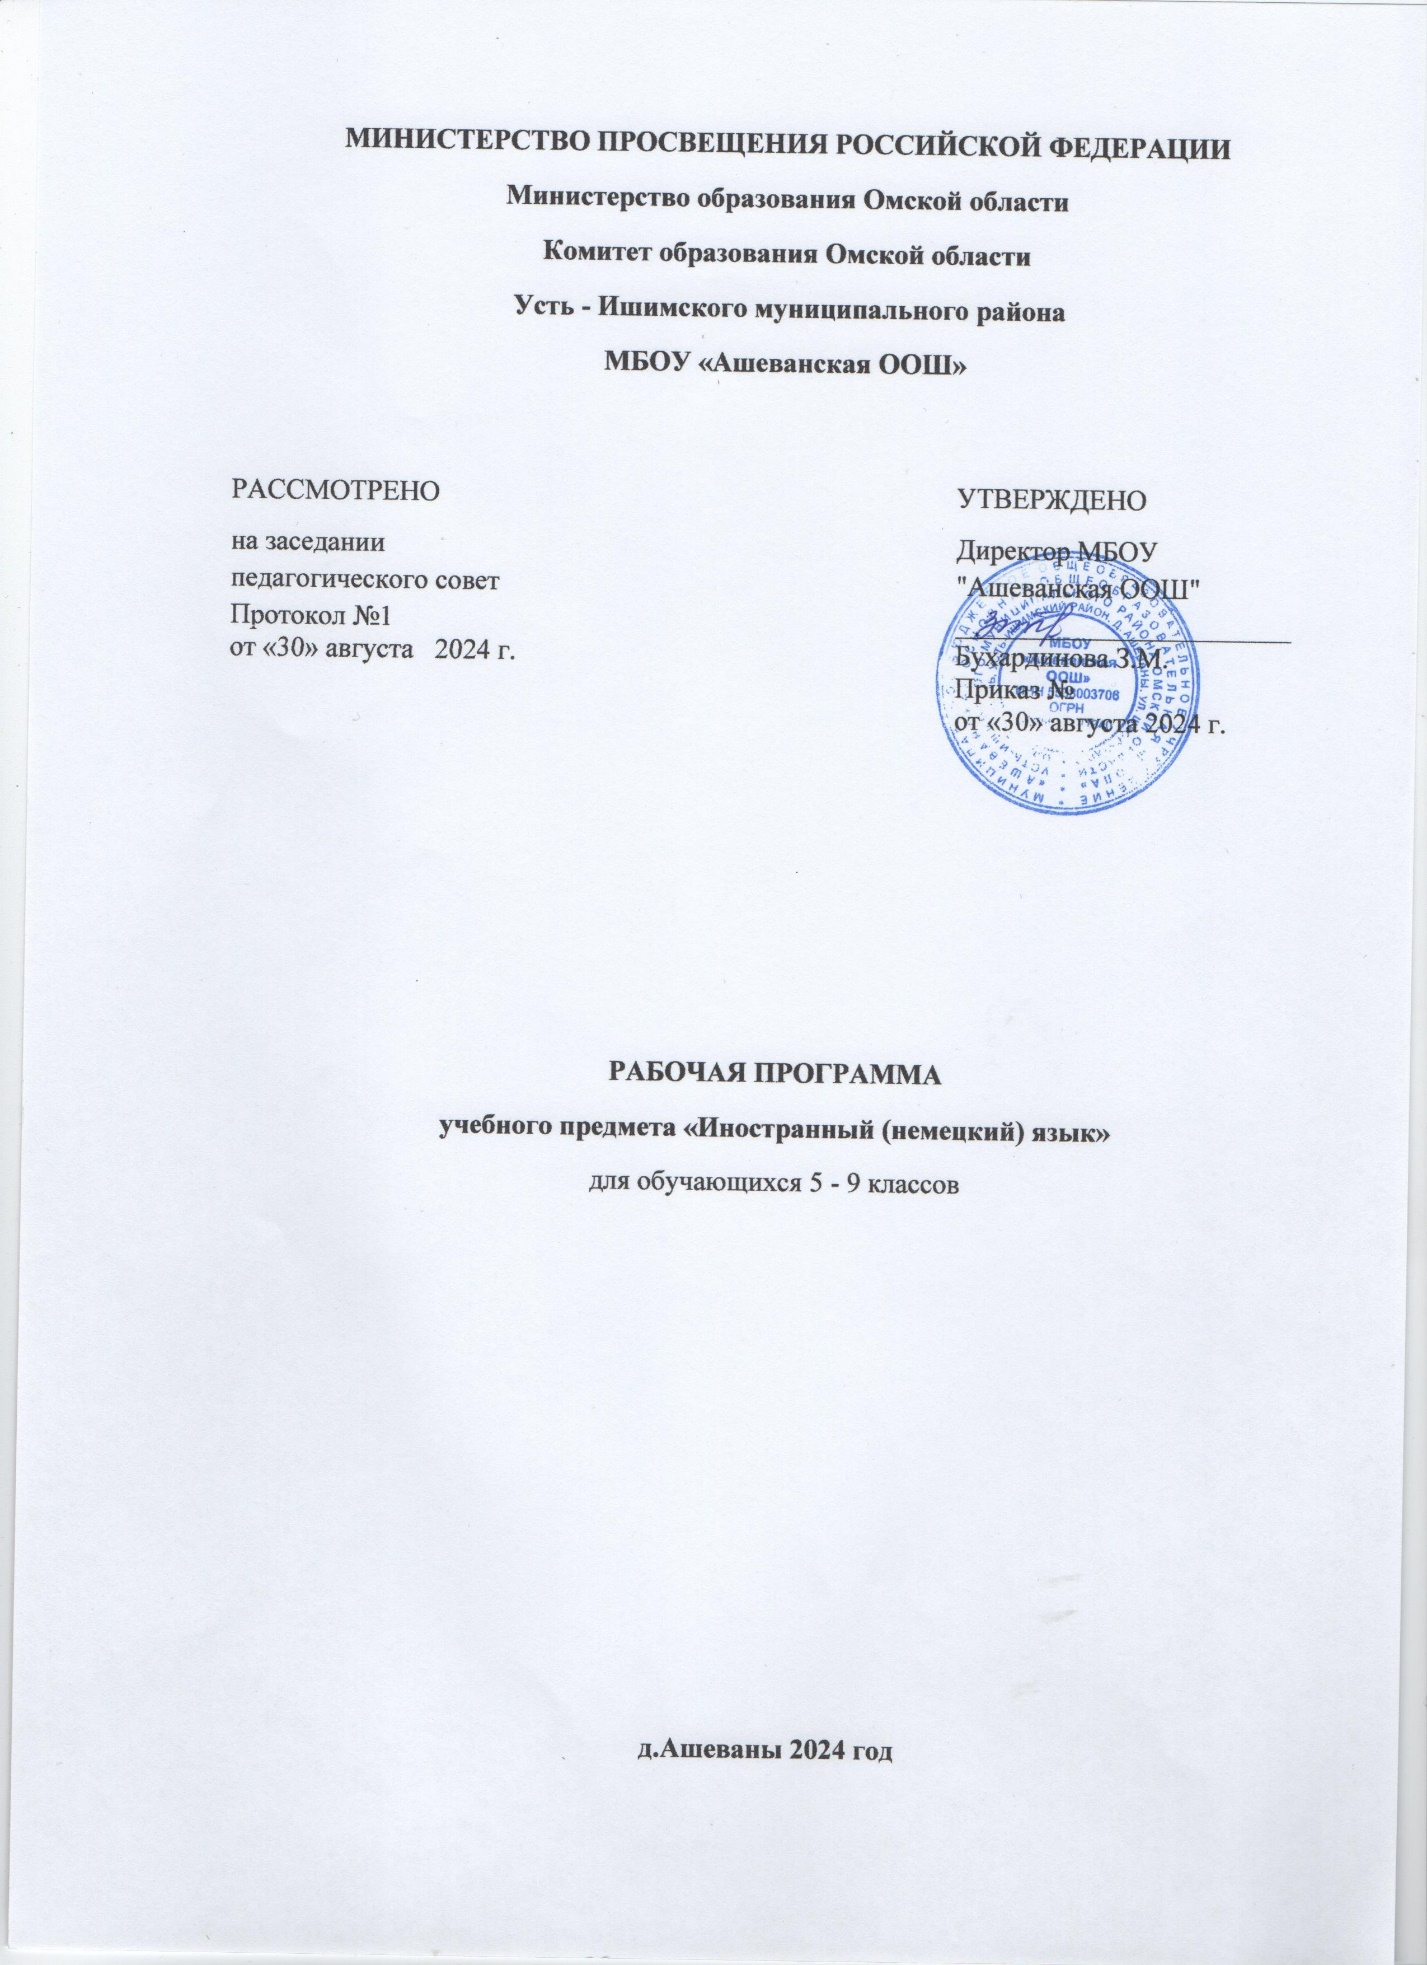 МИНИСТЕРСТВО ПРОСВЕЩЕНИЯ РОССИЙСКОЙ ФЕДЕРАЦИИ
Министерство образования Омской области
Комитет образования Омской области
Усть - Ишимского муниципального района
МБОУ «Ашеванская ООШ»
РАССМОТРЕНО
на заседании
педагогического совет
Протокол №1
от «30» августа 2024 г.
УТВЕРЖДЕНО
Директор МБОУ
"Ашеванская ООШ"
Бухардинова З.М.
Приказ №
от «30» августа 2024 г.
МБОУ
ООШ»
ОГРН
РАБОЧАЯ ПРОГРАММА
учебного предмета «Иностранный (немецкий) язык»
для обучающихся 5 - 9 классов
д.Ашеваны 2024 год